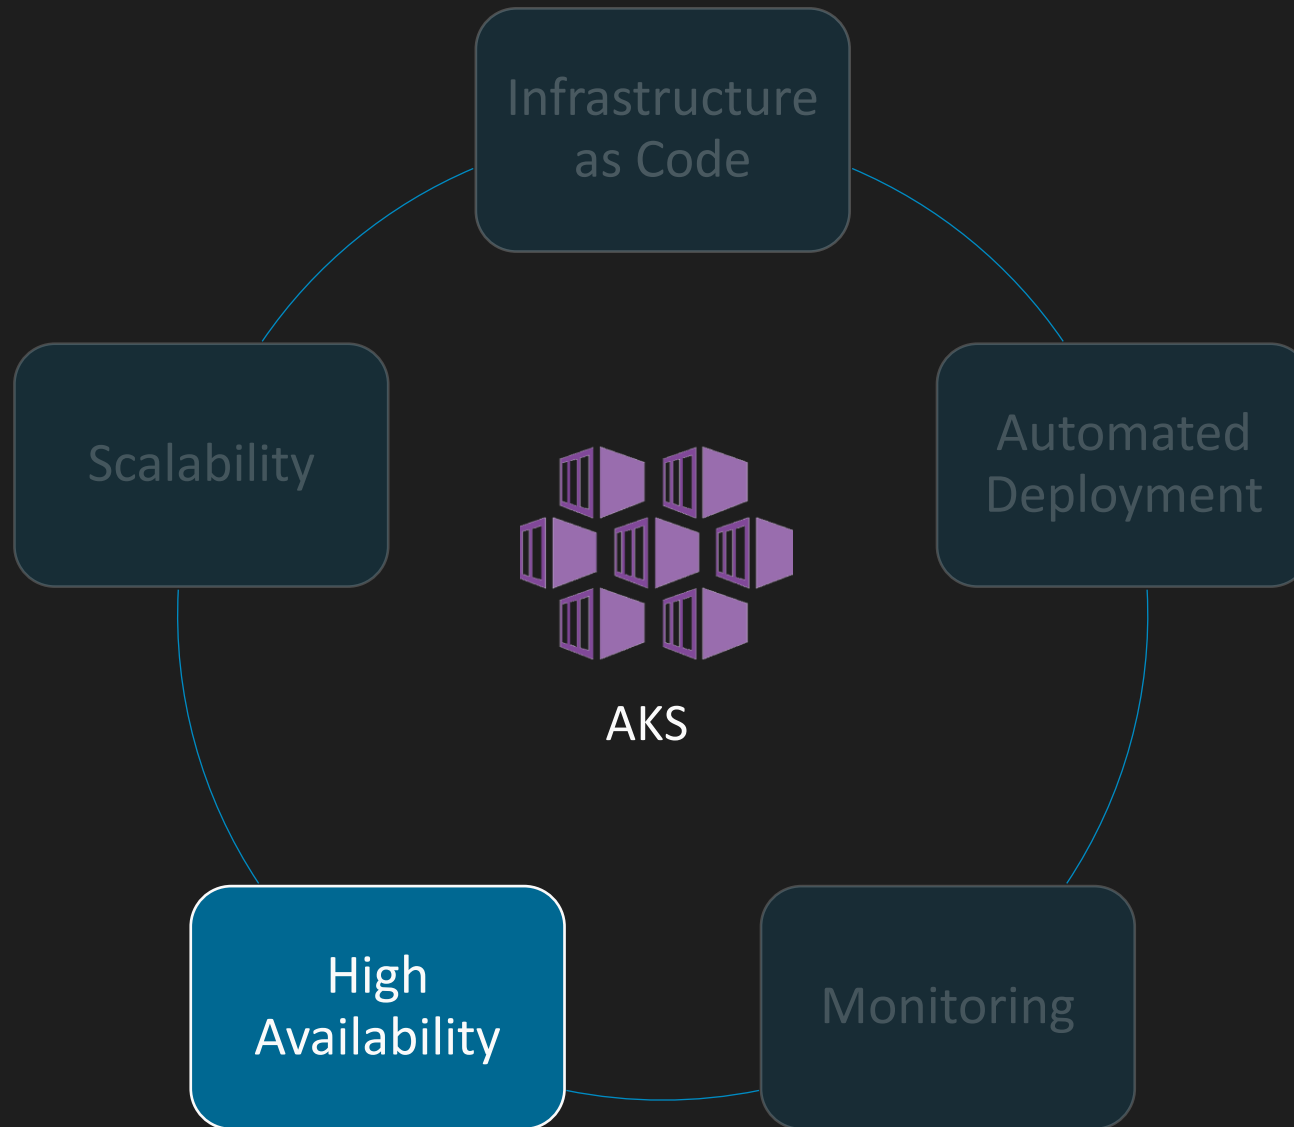 Infrastructure
as Code
Scalability
Automated
Deployment
AKS
High
Availability
Monitoring